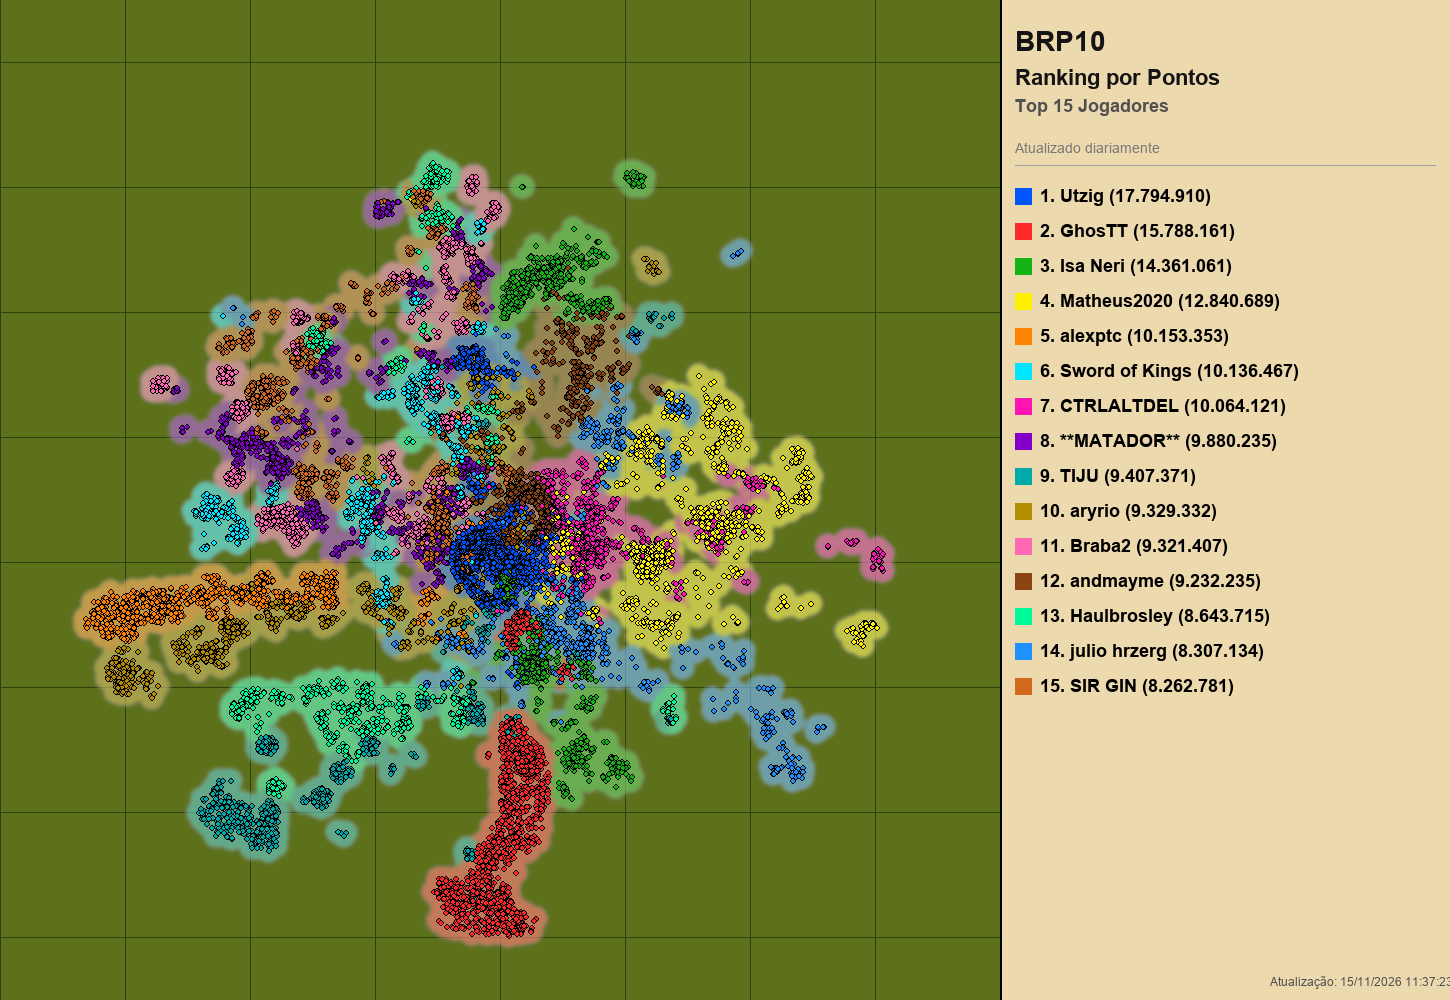 BRP10
Ranking por Pontos
Top 15 Jogadores
Atualizado diariamente
1. Utzig (17.794.910)
2. GhosTT (15.788.161)
3. Isa Neri (14.361.061)
4. Matheus2020 (12.840.689)
5. alexptc (10.153.353)
6. Sword of Kings (10.136.467)
7. CTRLALTDEL (10.064.121)
8. **MATADOR** (9.880.235)
9. TIJU (9.407.371)
10. aryrio (9.329.332)
11. Braba2 (9.321.407)
12. andmayme (9.232.235)
13. Haulbrosley (8.643.715)
14. julio hrzerg (8.307.134)
15. SIR GIN (8.262.781)
Atualização: 15/11/2026 11:37:23